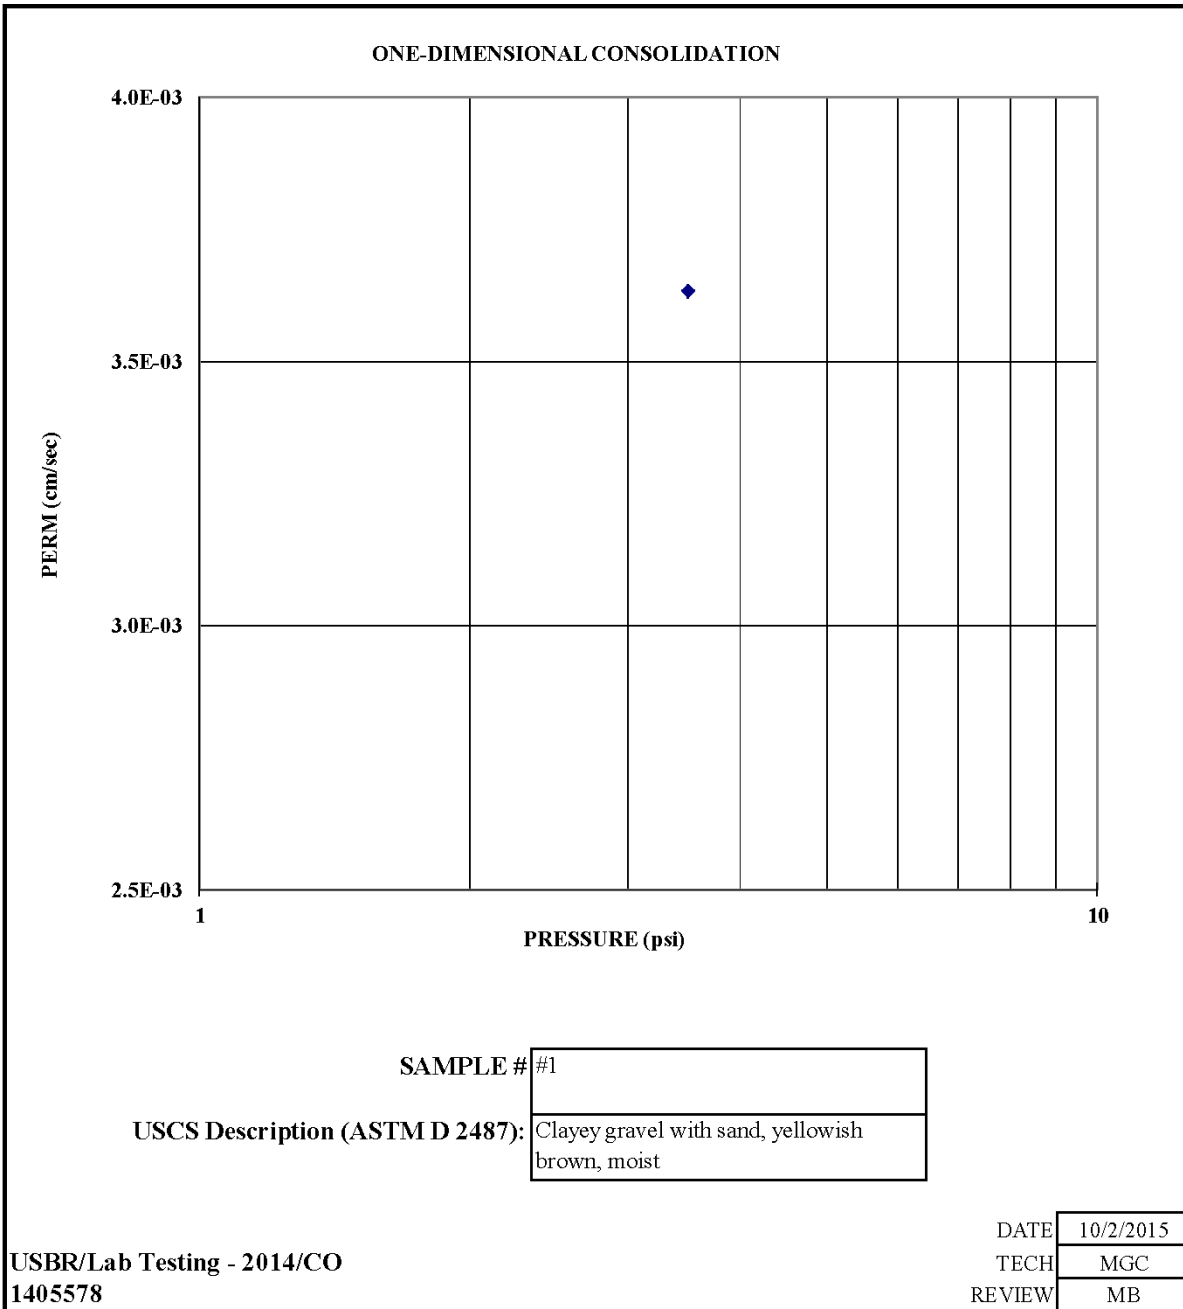 ONE-DIMENSIONAL CONSOLIDATION
4.0E-03
3.5E-03
3.0E-03
2.5E-03
PERM (cm/sec)
1
10
PRESSURE (psi)
SAMPLE # #1
USCS Description (ASTM D 2487): Clayey gravel with sand, yellowish
brown, moist
DATE 10/2/2015
USBR/Lab Testing - 2014/CO
TECH MGC
1405578
REVIEW MB